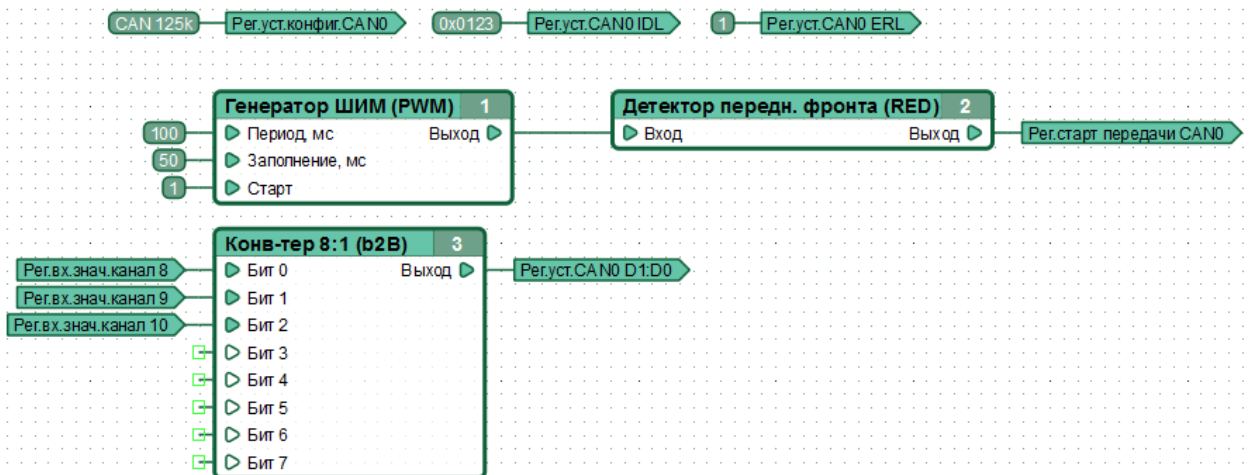 CAN 125k Рег.уст.конфиг.CAN0 0x0123 Рег.уст.CAN0 IDL 1 Рег.уст.CAN0 ERL
Генератор ШИМ (PWM) 1 Детектор передн. фронта (RED) 2
100 Период, мс Выход Вход Выход Рег.старт передачи CAN0
50 Заполнение, мс
1 Старт
Конв-тер 8:1 (b2B) 3
Рег.вх.знач.канал 8 Бит 0 Выход Рег.уст.CAN0 D1:D0
Рег.вх.знач.канал 9 Бит 1
Рег.вх.знач.канал 10 Бит 2
Бит 3
Бит 4
Бит 5
Бит 6
Бит 7